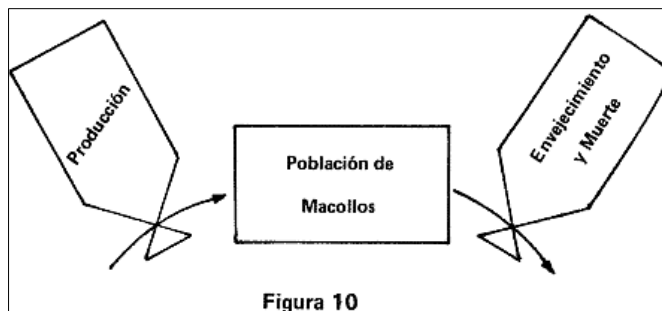 Producción
Población de
Macollos
Envejecimiento
y Muerte
Figura 10